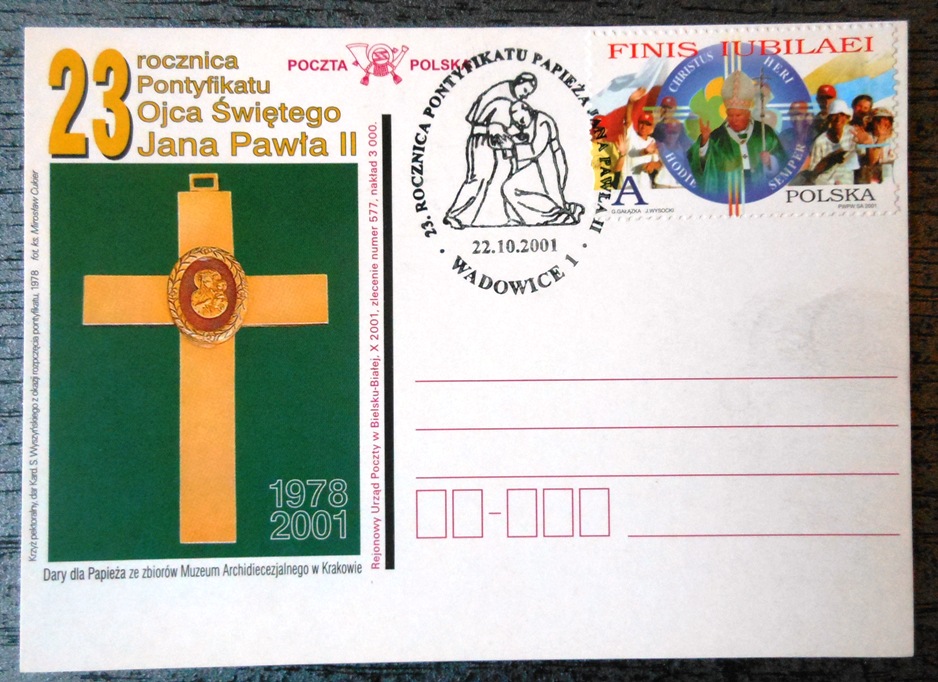 23 rocznica
Pontyfikatu
Ojca Świętego
Jana Pawła II
POCZTA POLSKA
23. ROCZNICA PONTYFIKATU PAPIEŻA JANA PAWŁA II
22.10.2001
· WADOWICE 1 ·
FINIS IUBILAEI
CHRISTUS HERI
HODIE SEMPER
A
POLSKA
D.GAŁĄZKA J.WYSOCKI
PWPW SA 2001
Krzyż pektoralny, dar Kard. S. Wyszyńskiego z okazji rozpoczęcia pontyfikatu, 1978 fot. ks. Mirosław Cukier
1978
2001
Dary dla Papieża ze zbiorów Muzeum Archidiecezjalnego w Krakowie
Rejonowy Urząd Poczty w Bielsku-Białej, X 2001, zlecenie numer 577, nakład 3 000.